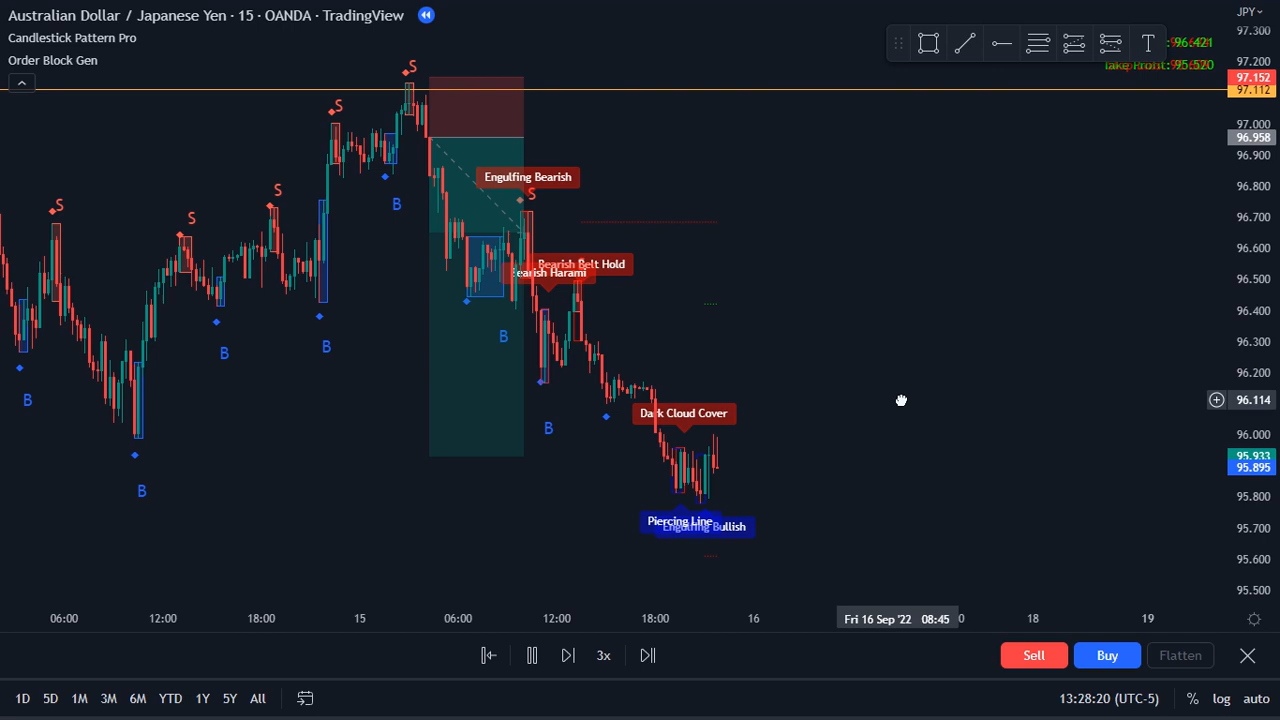 Australian Dollar / Japanese Yen · 15 · OANDA · TradingView
JPY
Candlestick Pattern Pro
Order Block Gen
97.300
96.421
97.200
Take Profit: 95.520
97.152
97.112
97.000
96.958
96.900
96.800
96.700
96.600
96.500
96.400
96.300
96.200
96.114
96.000
95.933
95.895
95.800
95.700
95.600
95.500
S
S
S
S
S
S
B
B
B
B
B
B
B
Engulfing Bearish
S
Bearish Belt Hold
Bearish Harami
Dark Cloud Cover
Piercing Line
Engulfing Bullish
06:00
12:00
18:00
15
06:00
12:00
18:00
16
Fri 16 Sep '22 08:45
0
18
19
3x
Sell
Buy
Flatten
1D
5D
1M
3M
6M
YTD
1Y
5Y
All
13:28:20 (UTC-5)
%
log
auto
T